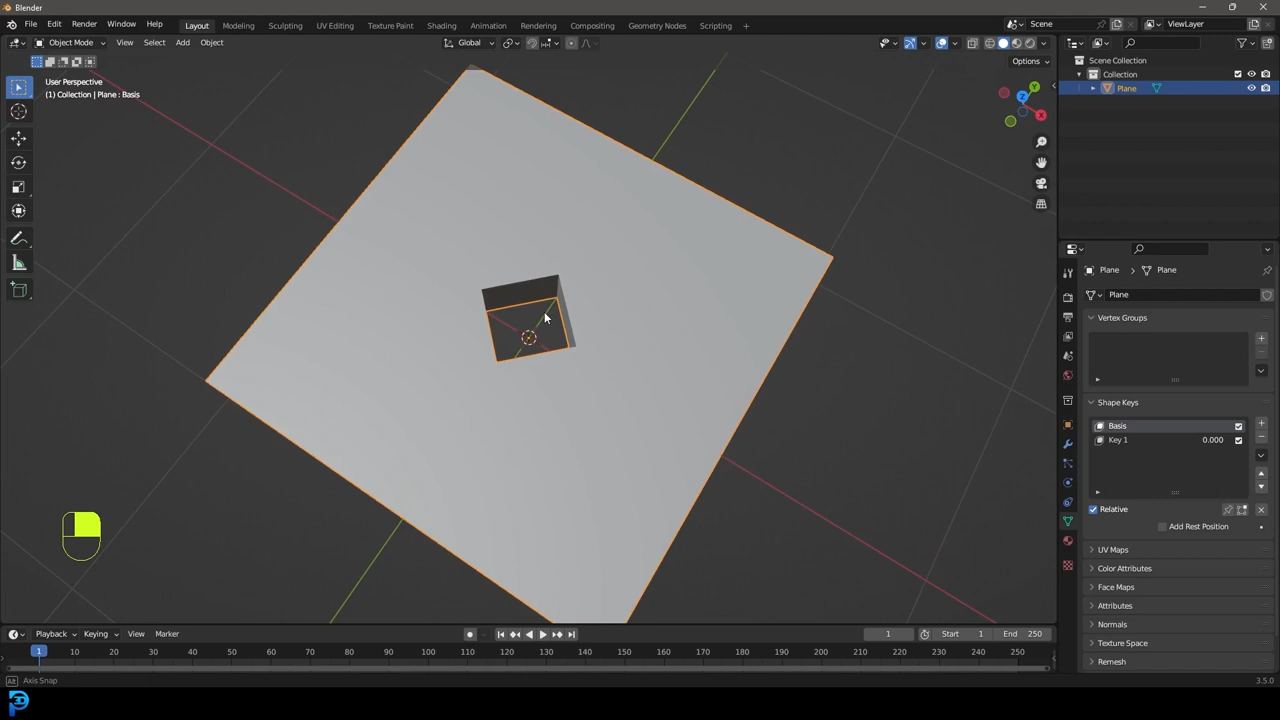 Blender
File Edit Render Window Help
Layout Modeling Sculpting UV Editing Texture Paint Shading Animation Rendering Compositing Geometry Nodes Scripting
Scene
ViewLayer
Object Mode View Select Add Object
Global
Options
User Perspective
(1) Collection | Plane : Basis
Z
Y
X
Scene Collection
Collection
Plane
Plane Plane
Plane
Vertex Groups
Shape Keys
Basis
Key 1 0.000
Relative
Add Rest Position
UV Maps
Color Attributes
Face Maps
Attributes
Normals
Texture Space
Remesh
Playback Keying View Marker
1 Start 1 End 250
1 10 20 30 40 50 60 70 80 90 100 110 120 130 140 150 160 170 180 190 200 210 220 230 240 250
Alt Axis Snap
3.5.0